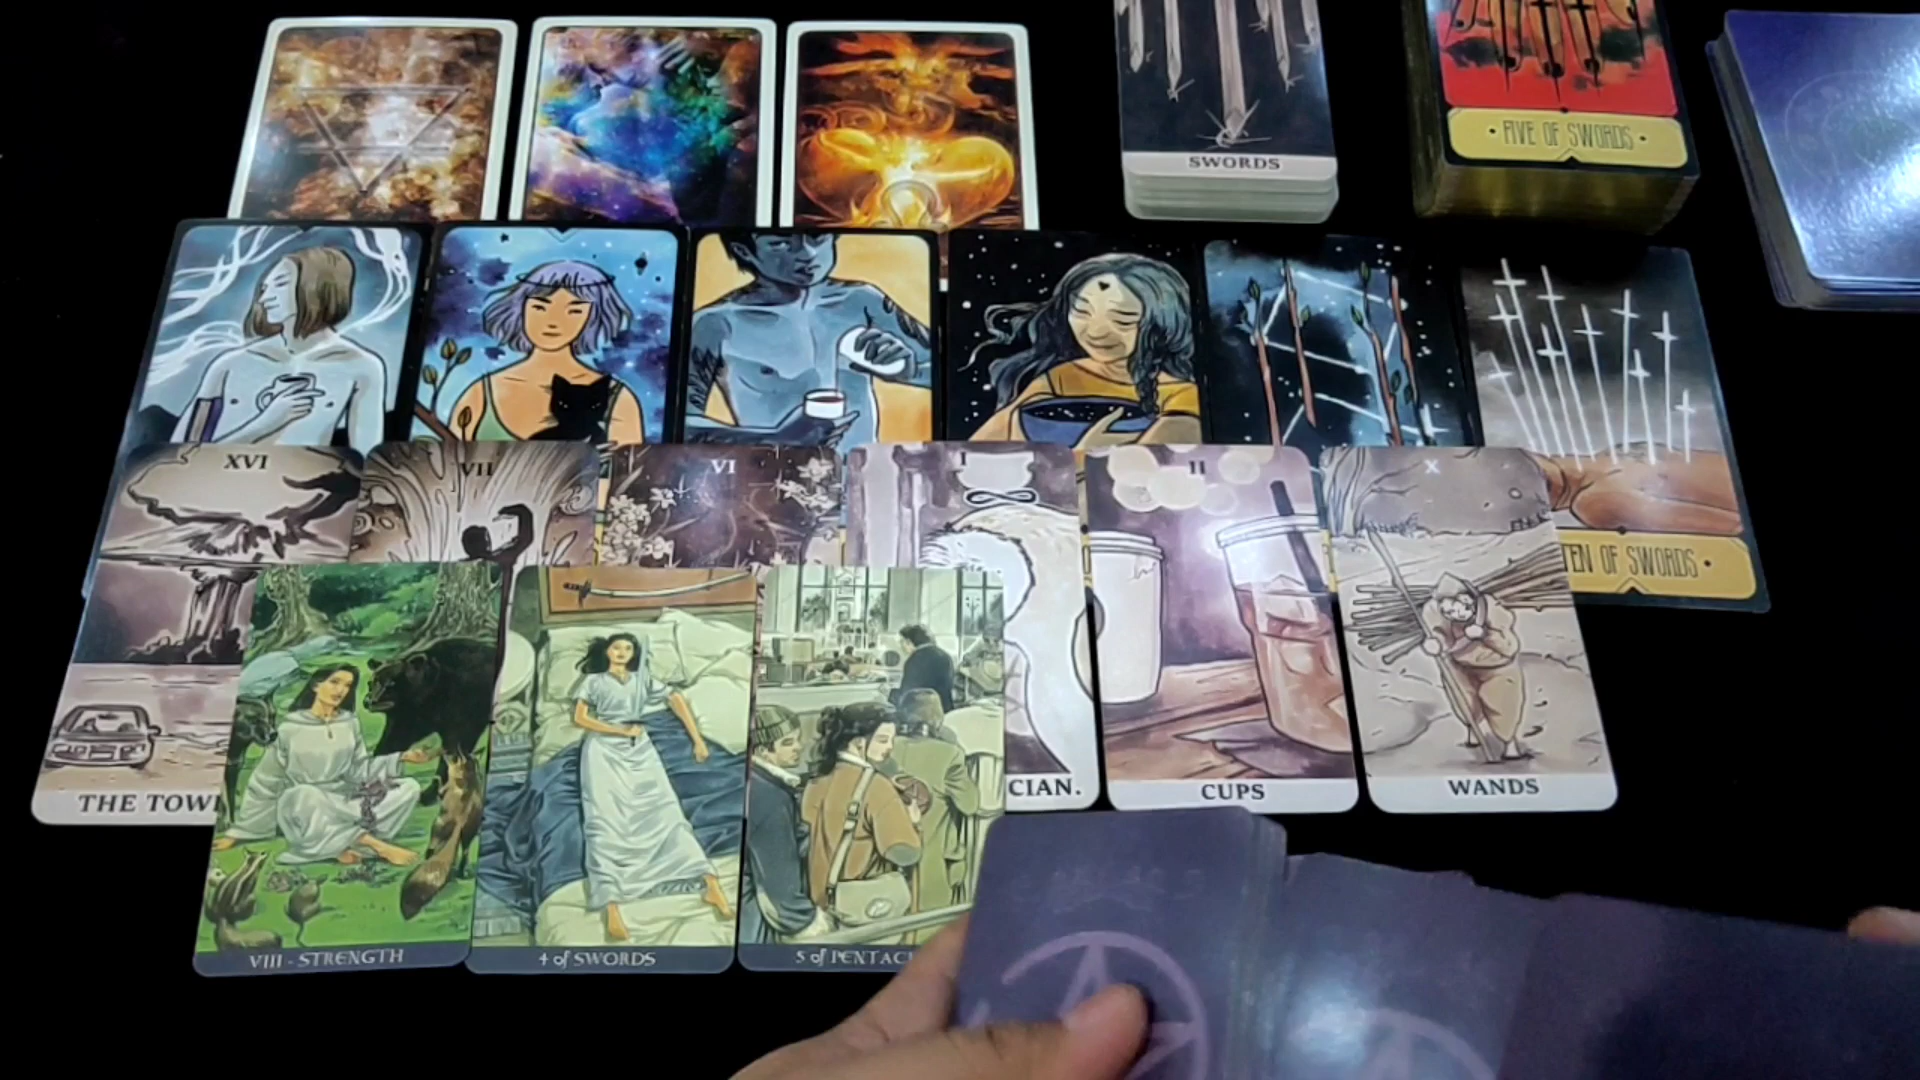 SWORDS
• FIVE OF SWORDS •
XVI
VII
VI
I
II
X
TEN OF SWORDS •
THE TOW
CIAN.
CUPS
WANDS
VIII - STRENGTH
4 of SWORDS
5 of PENTAC